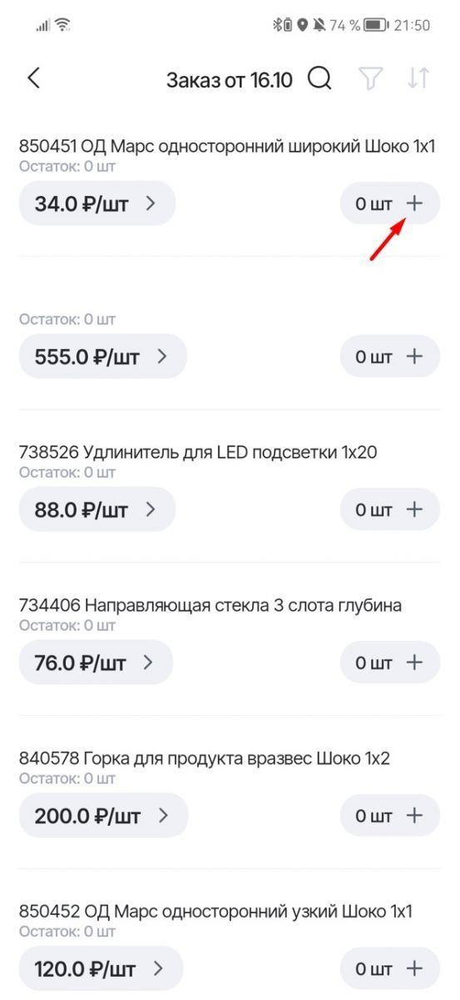 74 % 21:50
Заказ от 16.10
850451 ОД Марс односторонний широкий Шоко 1х1
Остаток: 0 шт
34.0 ₽/шт 0 шт
Остаток: 0 шт
555.0 ₽/шт 0 шт
738526 Удлинитель для LED подсветки 1х20
Остаток: 0 шт
88.0 ₽/шт 0 шт
734406 Направляющая стекла 3 слота глубина
Остаток: 0 шт
76.0 ₽/шт 0 шт
840578 Горка для продукта вразвес Шоко 1х2
Остаток: 0 шт
200.0 ₽/шт 0 шт
850452 ОД Марс односторонний узкий Шоко 1х1
Остаток: 0 шт
120.0 ₽/шт 0 шт